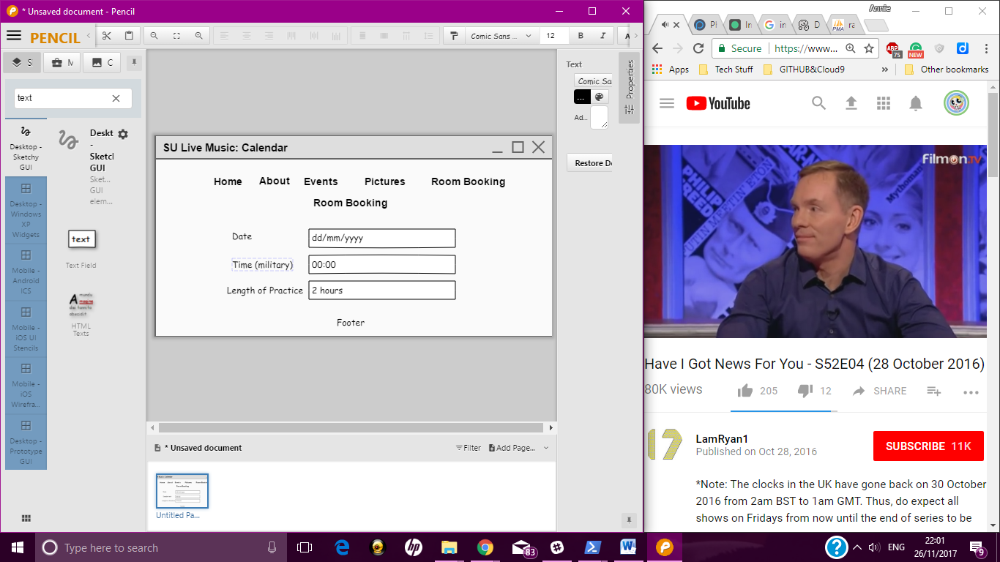 * Unsaved document - Pencil
PENCIL
Comic Sans ...
12
B
I
A
S
M
C
text
Desktop -
Sketchy
GUI
Desktop -
Windows
XP
Widgets
Mobile -
Android
ICS
Mobile -
iOS UI
Stencils
Mobile -
iOS
Wirefra...
Desktop -
Prototype
GUI
Deskt
-
Sketcl
GUI
Sket...
GUI
elem...
text
Text Field
HTML
Texts
SU Live Music: Calendar
Home About Events Pictures Room Booking
Room Booking
Date dd/mm/yyyy
Time (military) 00:00
Length of Practice 2 hours
Footer
Text
Comic Sa
...
Ad...
Restore De
Properties
* Unsaved document
Filter
Add Page...
Untitled Pa...
Annie
Pl
In
in
D
ra
Secure
https://www...
ABP
75
NEW
Apps
Tech Stuff
GITHUB&Cloud9
»
Other bookmarks
YouTube
filmon.TV
PHILIP
Mythomani
Have I Got News For You - S52E04 (28 October 2016)
80K views
205
12
SHARE
LamRyan1
Published on Oct 28, 2016
SUBSCRIBE 11K
*Note: The clocks in the UK have gone back on 30 October
2016 from 2am BST to 1am GMT. Thus, do expect all
shows on Fridays from now until the end of series to be
Type here to search
hp
83
ENG
22:01
26/11/2017
9